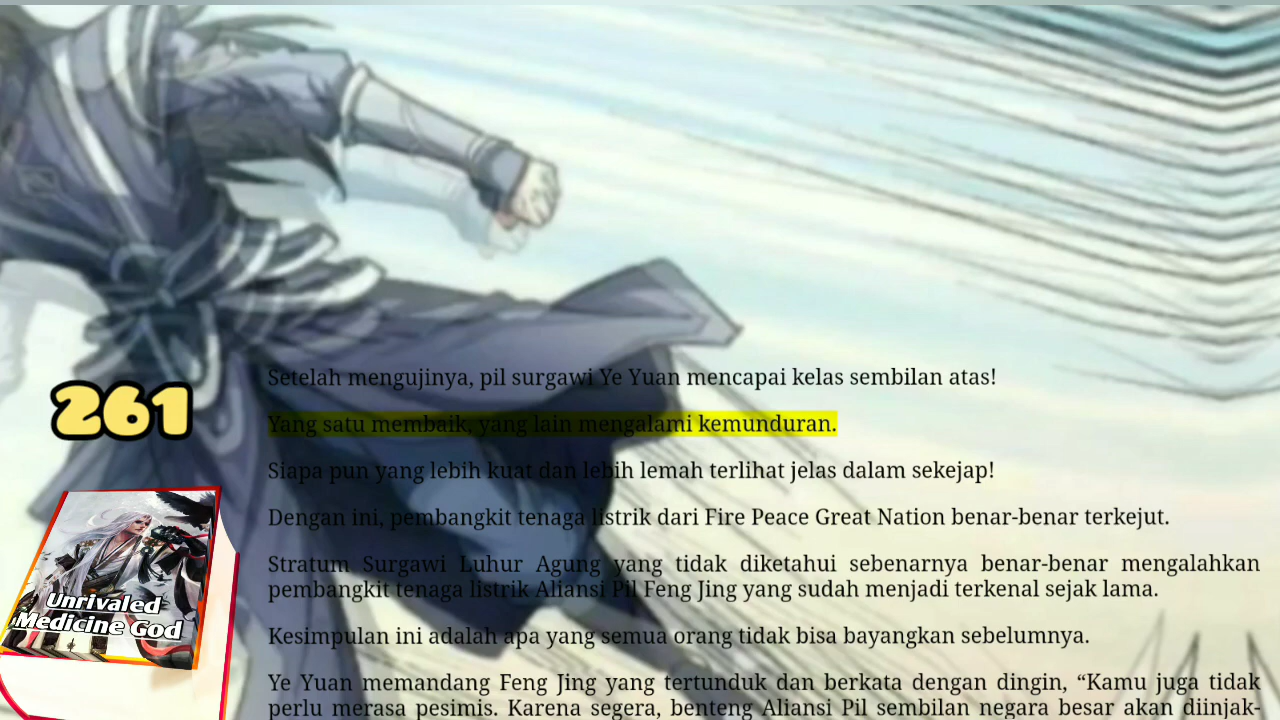 Setelah mengujinya, pil surgawi Ye Yuan mencapai kelas sembilan atas!
261
Yang satu membaik, yang lain mengalami kemunduran.
Siapa pun yang lebih kuat dan lebih lemah terlihat jelas dalam sekejap!
Dengan ini, pembangkit tenaga listrik dari Fire Peace Great Nation benar-benar terkejut.
Stratum Surgawi Luhur Agung yang tidak diketahui sebenarnya benar-benar mengalahkan
pembangkit tenaga listrik Aliansi Pil Feng Jing yang sudah menjadi terkenal sejak lama.
Unrivaled
Medicine God
Kesimpulan ini adalah apa yang semua orang tidak bisa bayangkan sebelumnya.
Ye Yuan memandang Feng Jing yang tertunduk dan berkata dengan dingin, “Kamu juga tidak
perlu merasa pesimis. Karena segera, benteng Aliansi Pil sembilan negara besar akan diinjak-